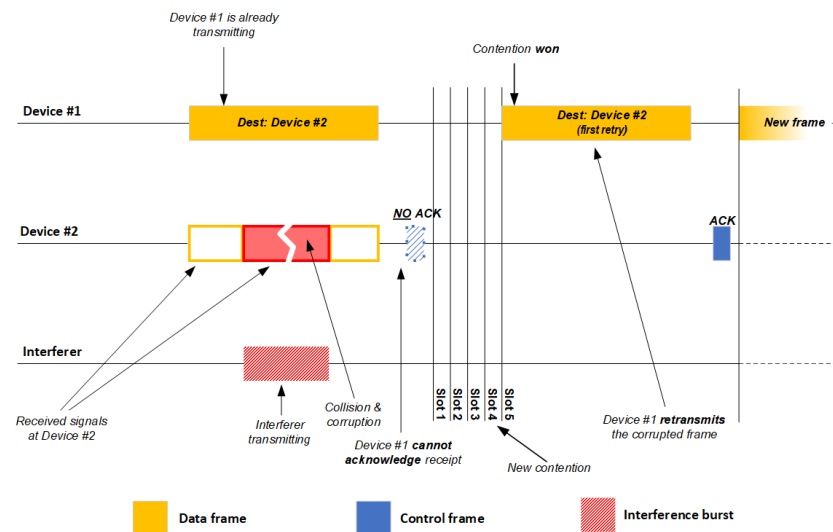 Device #1 is already
transmitting
Contention won
Device #1
Dest: Device #2
Dest: Device #2
(first retry)
New frame
NO ACK
ACK
Device #2
Interferer
Slot 1
Slot 2
Slot 3
Slot 4
Slot 5
Received signals
at Device #2
Interferer
transmitting
Collision &
corruption
Device #1 cannot
acknowledge receipt
New contention
Device #1 retransmits
the corrupted frame
Data frame
Control frame
Interference burst